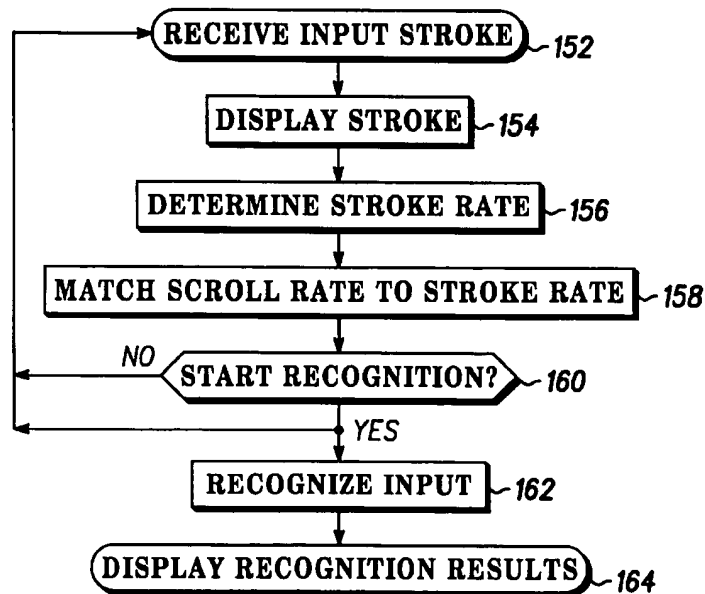 RECEIVE INPUT STROKE 152
DISPLAY STROKE 154
DETERMINE STROKE RATE 156
MATCH SCROLL RATE TO STROKE RATE 158
NO
START RECOGNITION? 160
YES
RECOGNIZE INPUT 162
DISPLAY RECOGNITION RESULTS 164